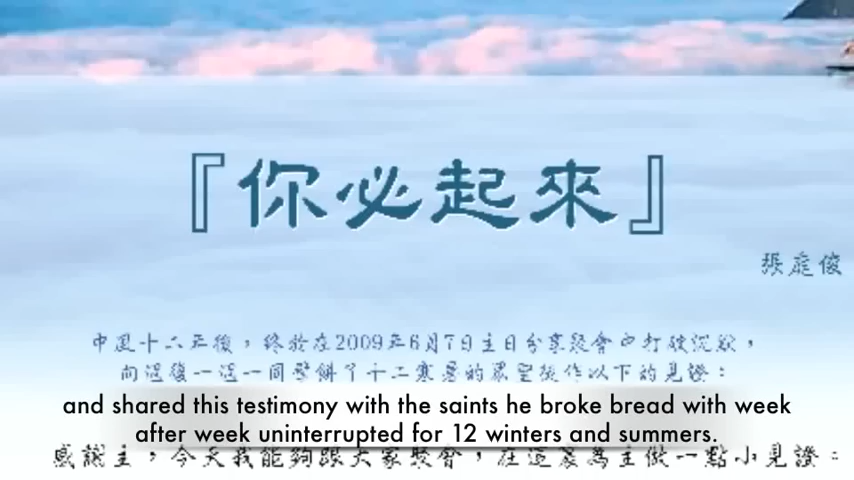 『你必起來』
張庭俊
中風十二年後，終於在2009年6月7日主日分享聚會中打破沉默，
向週復一週一同擘餅了十二寒暑的眾聖徒作以下的見證：
and shared this testimony with the saints he broke bread with week
after week uninterrupted for 12 winters and summers.
感謝主，今天我能夠跟大家聚會，在這裏為主做一點小見證：